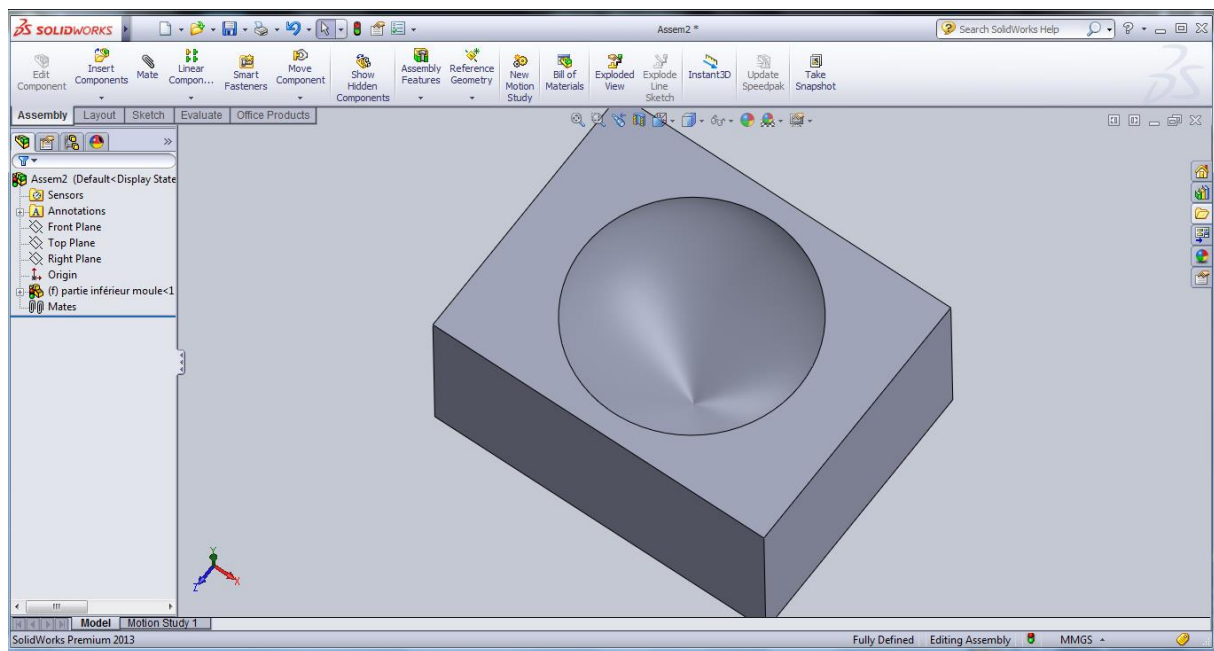 SOLIDWORKS
Assem2 *
Search SolidWorks Help
Edit Component
Insert Components
Mate
Linear Compon...
Smart Fasteners
Move Component
Show Hidden Components
Assembly Features
Reference Geometry
New Motion Study
Bill of Materials
Exploded View
Explode Line Sketch
Instant3D
Update Speedpak
Take Snapshot
Assembly Layout Sketch Evaluate Office Products
Assem2 (Default<Display State
Sensors
Annotations
Front Plane
Top Plane
Right Plane
Origin
(f) partie inférieur moule<1
Mates
Y
X
Z
Model Motion Study 1
SolidWorks Premium 2013
Fully Defined Editing Assembly MMGS